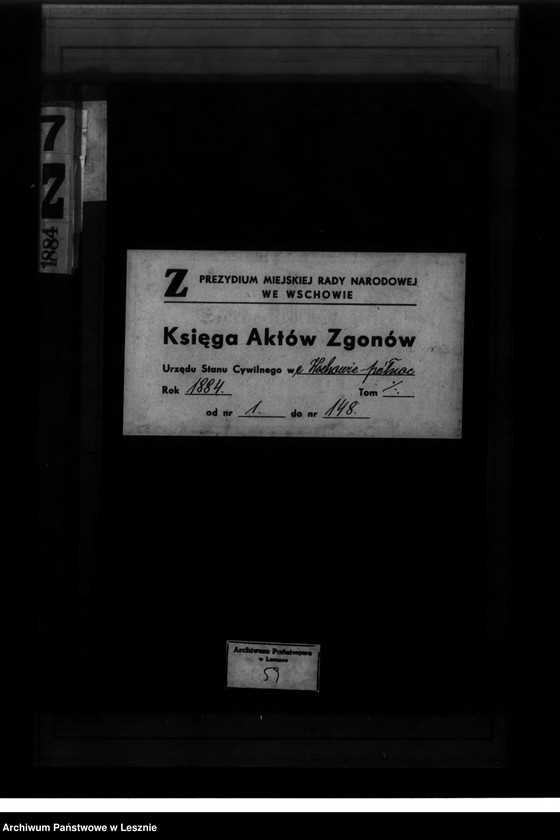 7
Z
1884
Z PREZYDIUM MIEJSKIEJ RADY NARODOWEJ
WE WSCHOWIE
Księga Aktów Zgonów
Urzędu Stanu Cywilnego we Wschowie-północ
Rok 1884. Tom /.
od nr 1. do nr 148.
Archiwum Państwowe
w Lesznie
59
Archiwum Państwowe w Lesznie